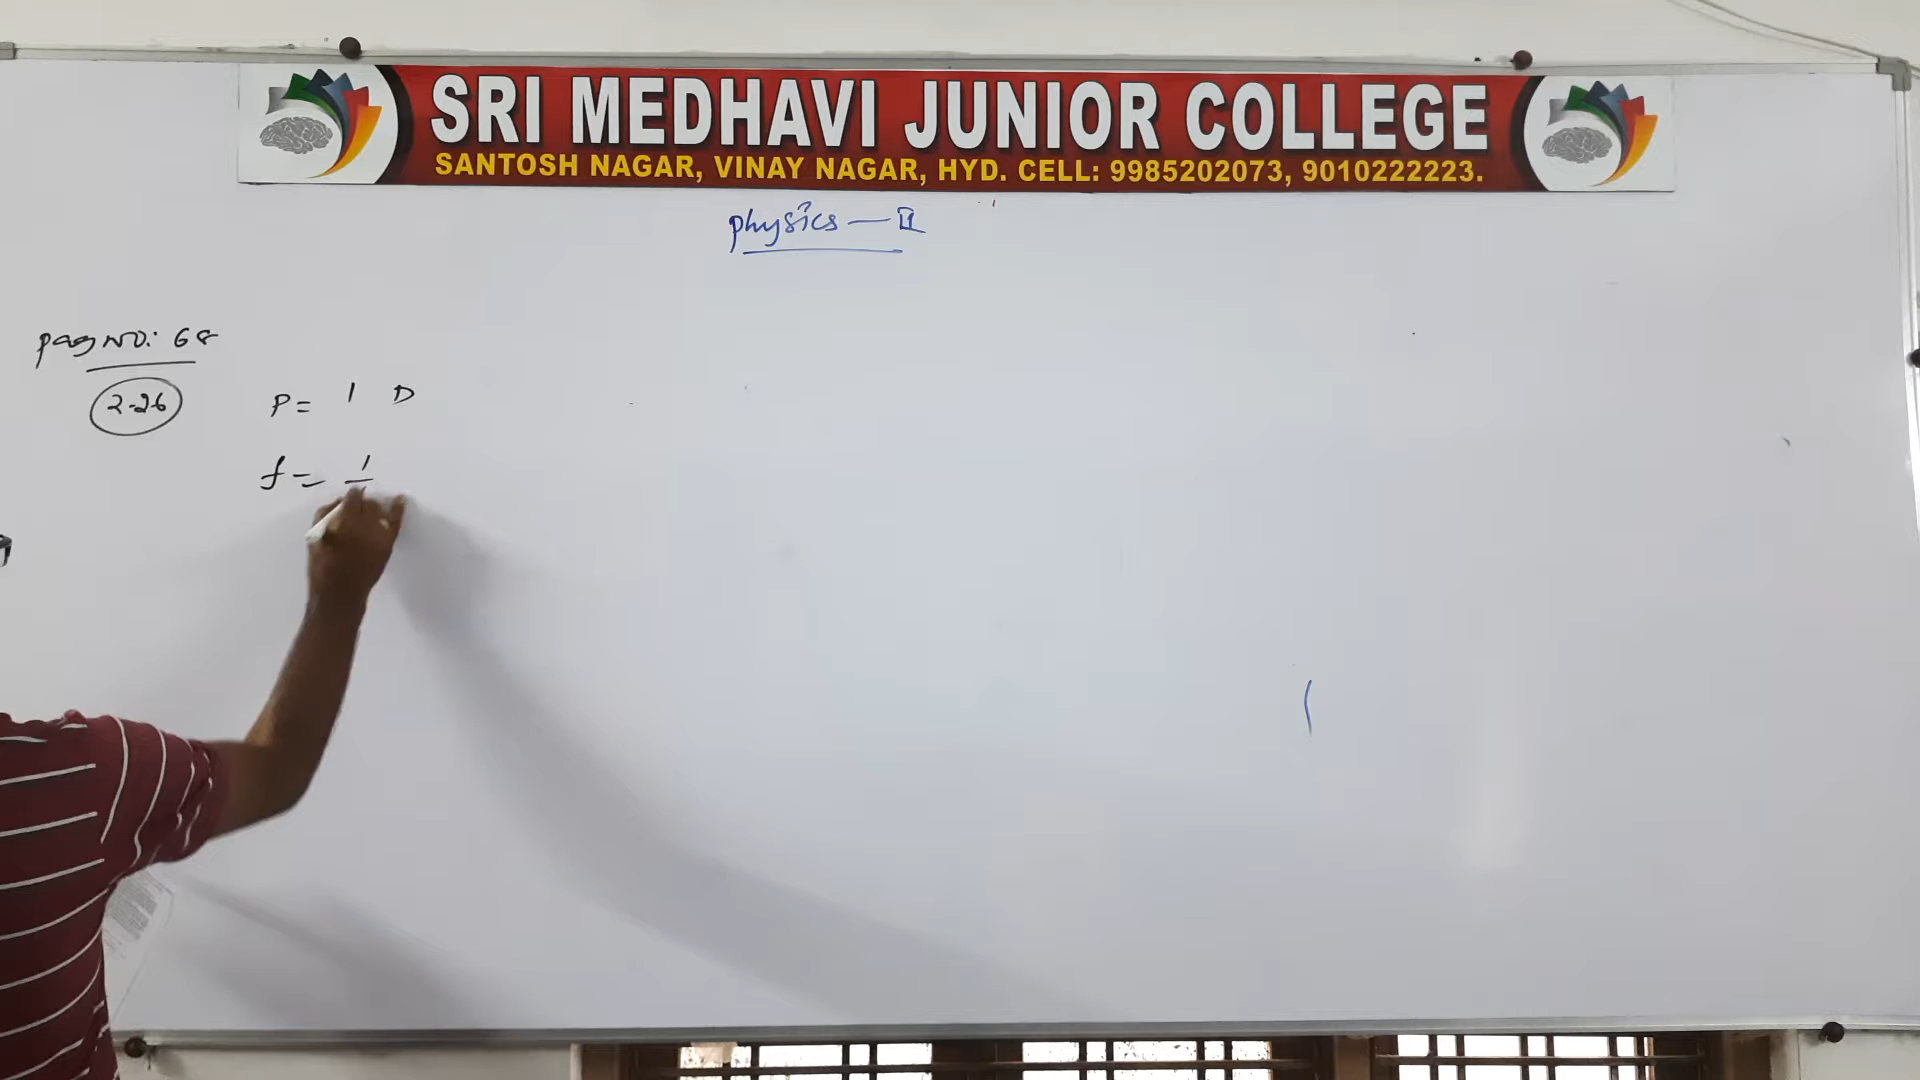 SRI MEDHAVI JUNIOR COLLEGE
SANTOSH NAGAR, VINAY NAGAR, HYD. CELL: 9985202073, 9010222223.
physics — II
pag NO: 68
2.26
P = 1 D
f = 1